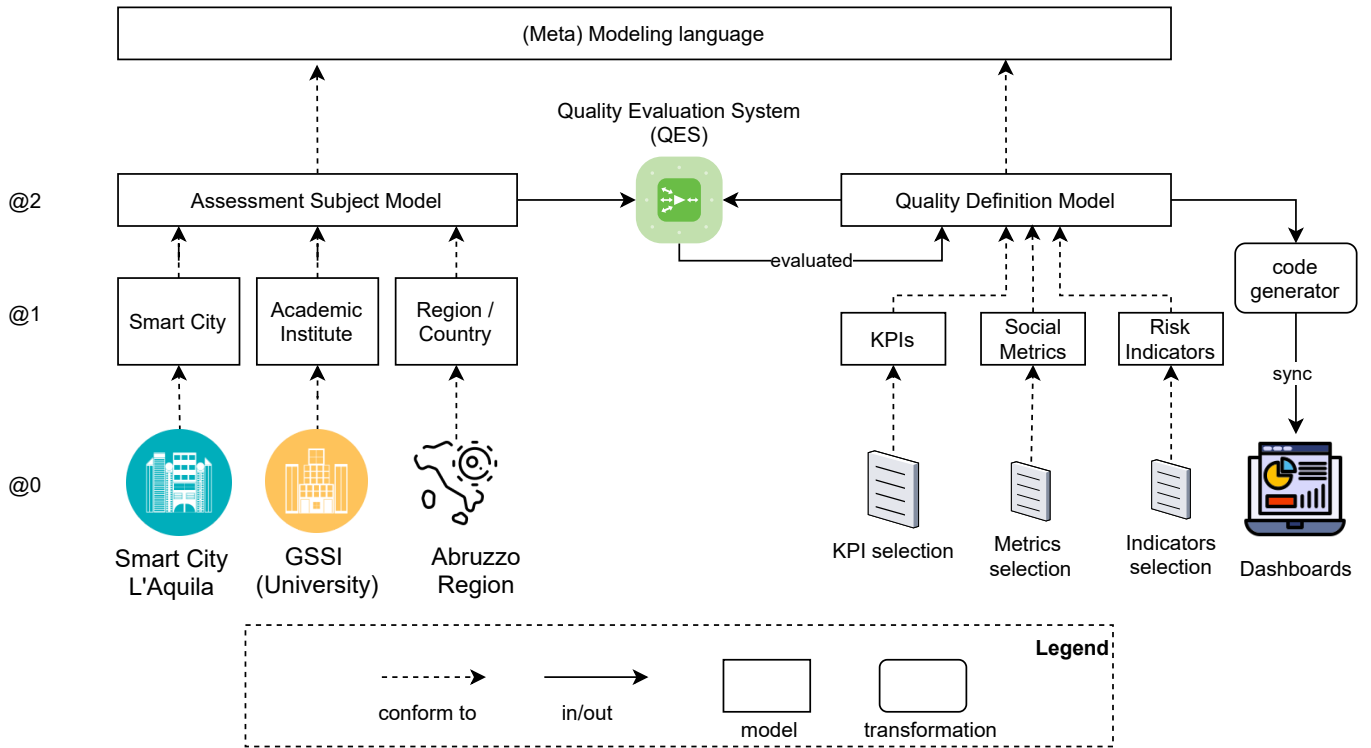 (Meta) Modeling language
Quality Evaluation System
(QES)
@2
Assessment Subject Model
Quality Definition Model
evaluated
code
generator
@1
Smart City
Academic
Institute
Region /
Country
KPIs
Social
Metrics
Risk
Indicators
sync
@0
Smart City
L'Aquila
GSSI
(University)
Abruzzo
Region
KPI selection
Metrics
selection
Indicators
selection
Dashboards
Legend
conform to
in/out
model
transformation